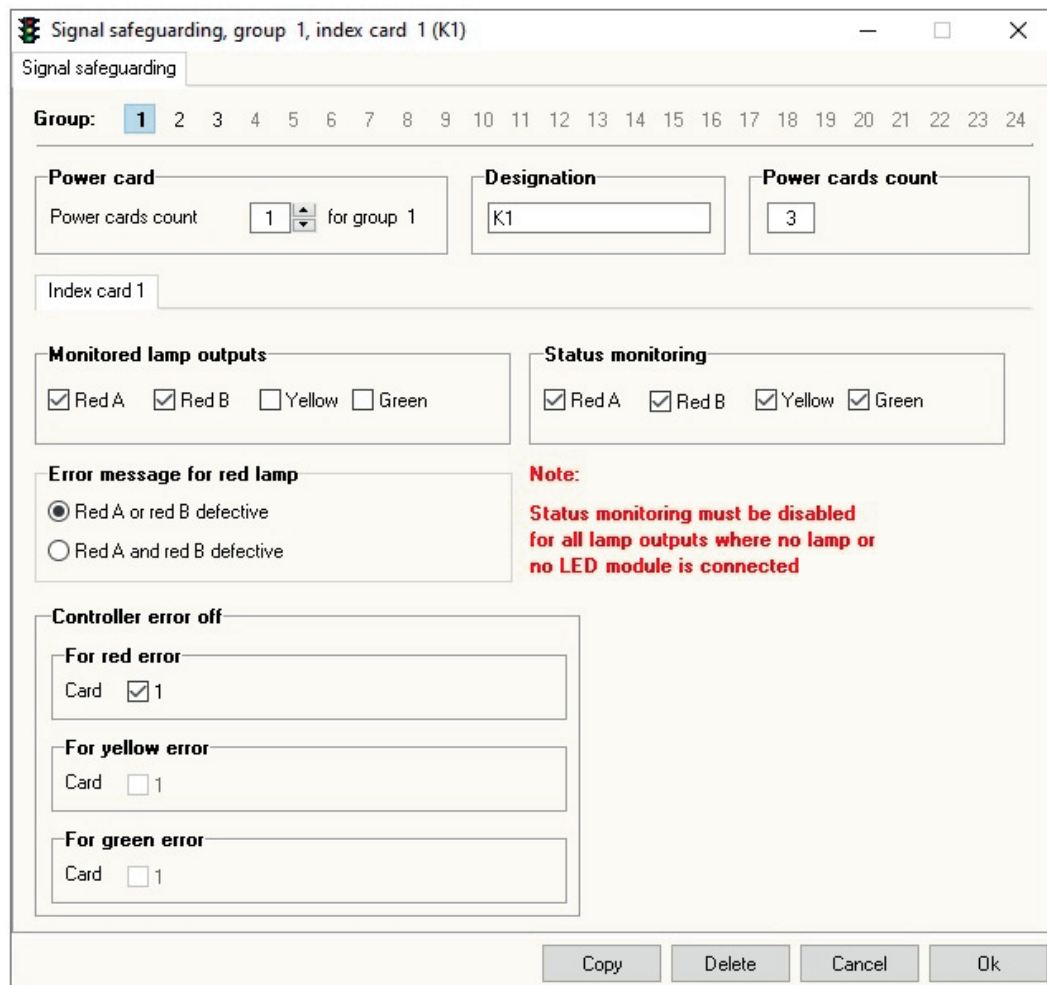 Signal safeguarding, group 1, index card 1 (K1)
Signal safeguarding
Group: 1 2 3 4 5 6 7 8 9 10 11 12 13 14 15 16 17 18 19 20 21 22 23 24
Power card
Power cards count 1 for group 1
Designation
K1
Power cards count
3
Index card 1
Monitored lamp outputs
Red A Red B Yellow Green
Status monitoring
Red A Red B Yellow Green
Error message for red lamp
Red A or red B defective
Red A and red B defective
Note:
Status monitoring must be disabled
for all lamp outputs where no lamp or
no LED module is connected
Controller error off
For red error
Card 1
For yellow error
Card 1
For green error
Card 1
Copy Delete Cancel Ok